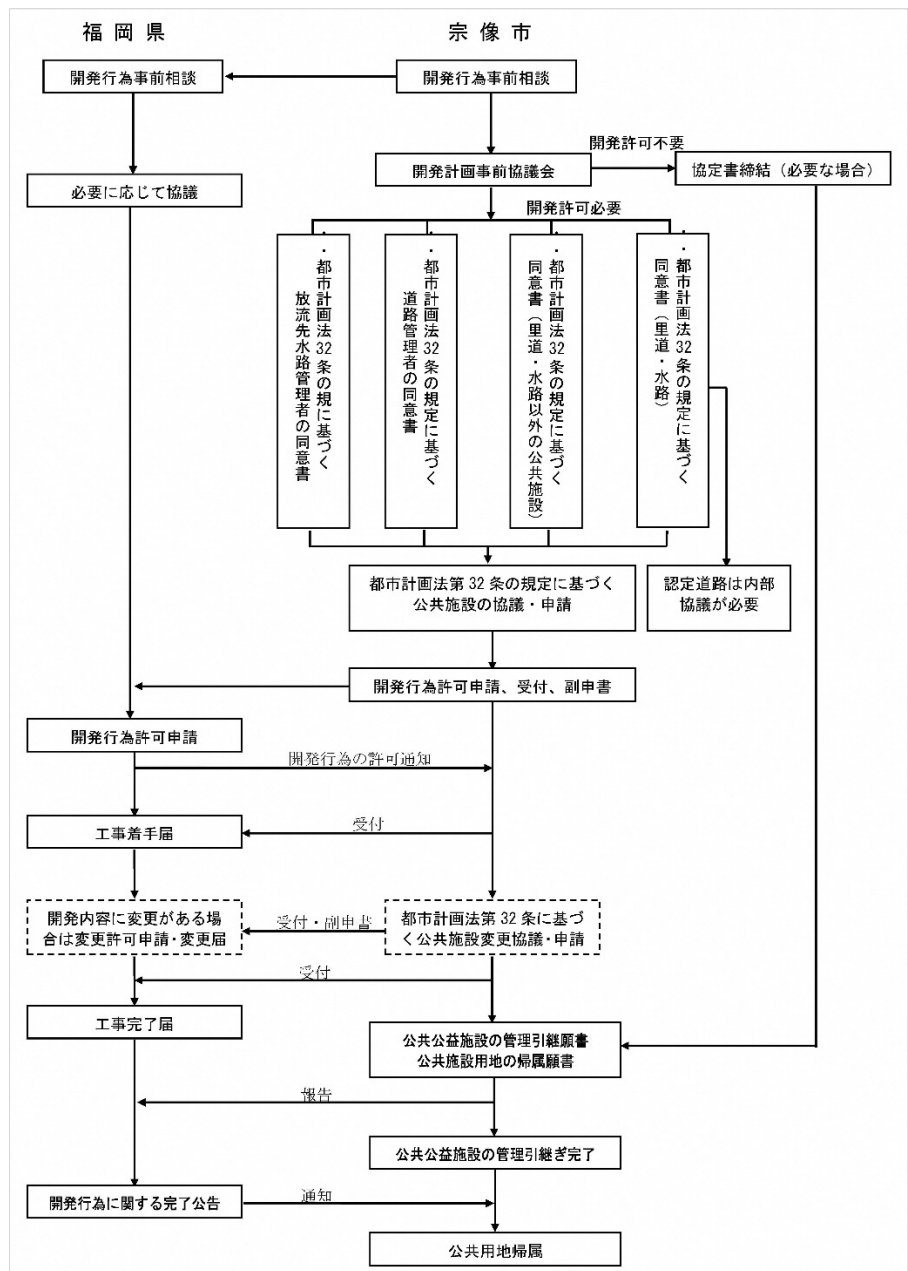 福岡県
宗像市
開発行為事前相談
開発行為事前相談
開発許可不要
開発計画事前協議会
協定書締結（必要な場合）
必要に応じて協議
開発許可必要
・都市計画法32条の規定に基づく
同意書（里道・水路）
・都市計画法32条の規定に基づく
同意書（里道・水路以外の公共施設）
・都市計画法32条の規定に基づく
道路管理者の同意書
・都市計画法32条の規に基づく
放流先水路管理者の同意書
都市計画法第32条の規定に基づく
公共施設の協議・申請
認定道路は内部
協議が必要
開発行為許可申請、受付、副申書
開発行為許可申請
開発行為の許可通知
工事着手届
受付
開発内容に変更がある場
合は変更許可申請・変更届
受付・副申書
都市計画法第32条に基づ
く公共施設変更協議・申請
受付
工事完了届
公共公益施設の管理引継願書
公共施設用地の帰属願書
報告
公共公益施設の管理引継ぎ完了
開発行為に関する完了公告
通知
公共用地帰属